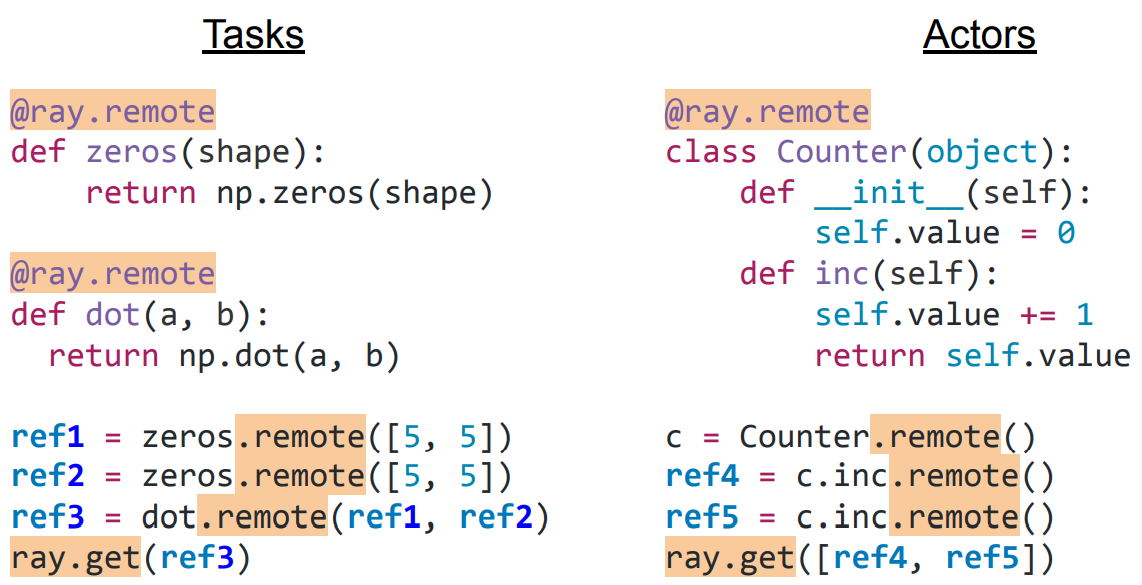 Tasks
@ray.remote
def zeros(shape):
    return np.zeros(shape)
@ray.remote
def dot(a, b):
  return np.dot(a, b)
ref1 = zeros.remote([5, 5])
ref2 = zeros.remote([5, 5])
ref3 = dot.remote(ref1, ref2)
ray.get(ref3)
Actors
@ray.remote
class Counter(object):
    def __init__(self):
        self.value = 0
    def inc(self):
        self.value += 1
        return self.value
c = Counter.remote()
ref4 = c.inc.remote()
ref5 = c.inc.remote()
ray.get([ref4, ref5])